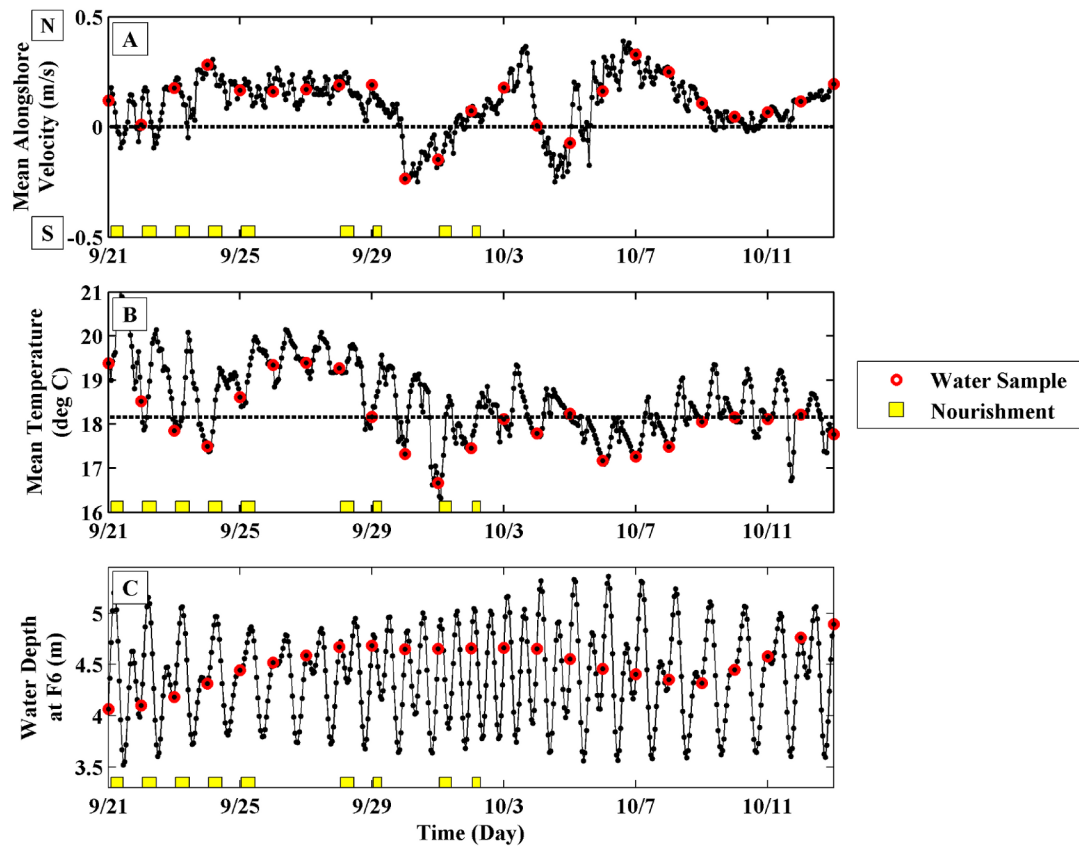 N
0.5
A
Mean Alongshore
Velocity (m/s)
0
S
-0.5
9/21 9/25 9/29 10/3 10/7 10/11
21
B
20
19
18
17
16
Mean Temperature
(deg C)
9/21 9/25 9/29 10/3 10/7 10/11
Water Sample
Nourishment
C
5
4.5
4
3.5
Water Depth
at F6 (m)
9/21 9/25 9/29 10/3 10/7 10/11
Time (Day)